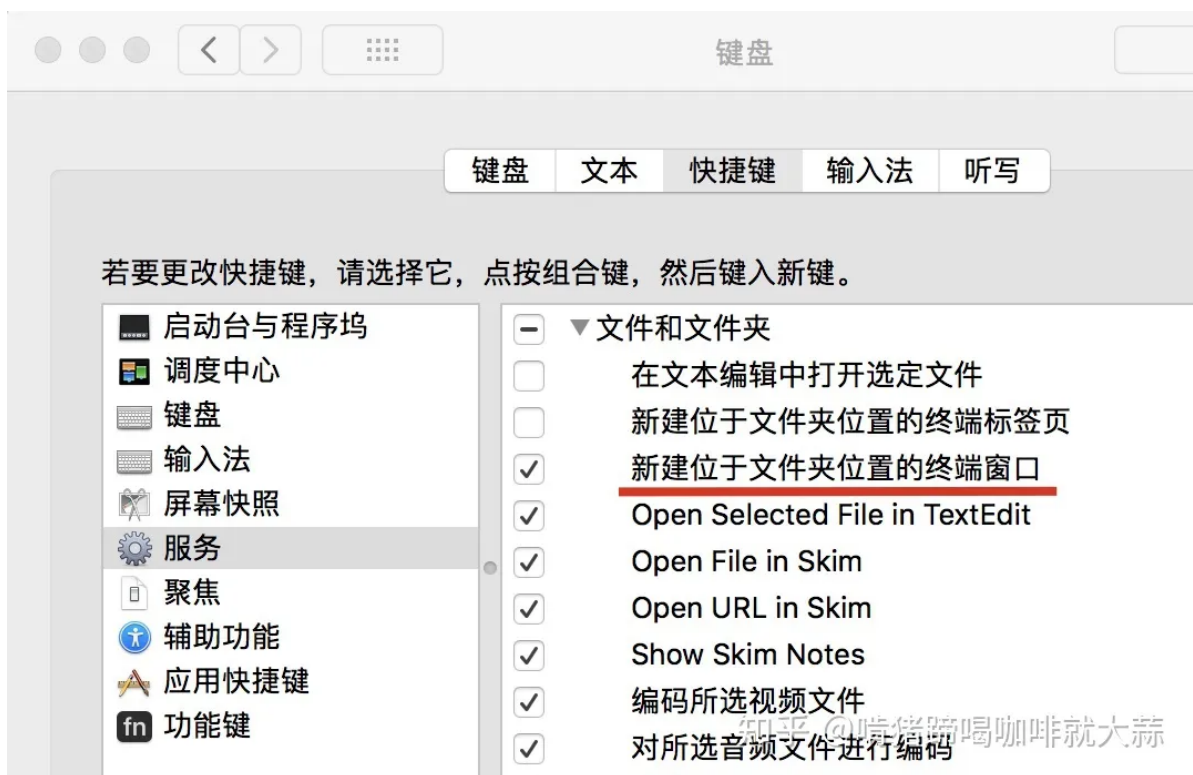 键盘
键盘 文本 快捷键 输入法 听写
若要更改快捷键，请选择它，点按组合键，然后键入新键。
启动台与程序坞
调度中心
键盘
输入法
屏幕快照
服务
聚焦
辅助功能
应用快捷键
fn 功能键
文件和文件夹
在文本编辑中打开选定文件
新建位于文件夹位置的终端标签页
新建位于文件夹位置的终端窗口
Open Selected File in TextEdit
Open File in Skim
Open URL in Skim
Show Skim Notes
编码所选视频文件
对所选音频文件进行编码
知乎 @啃猪蹄喝咖啡就大蒜